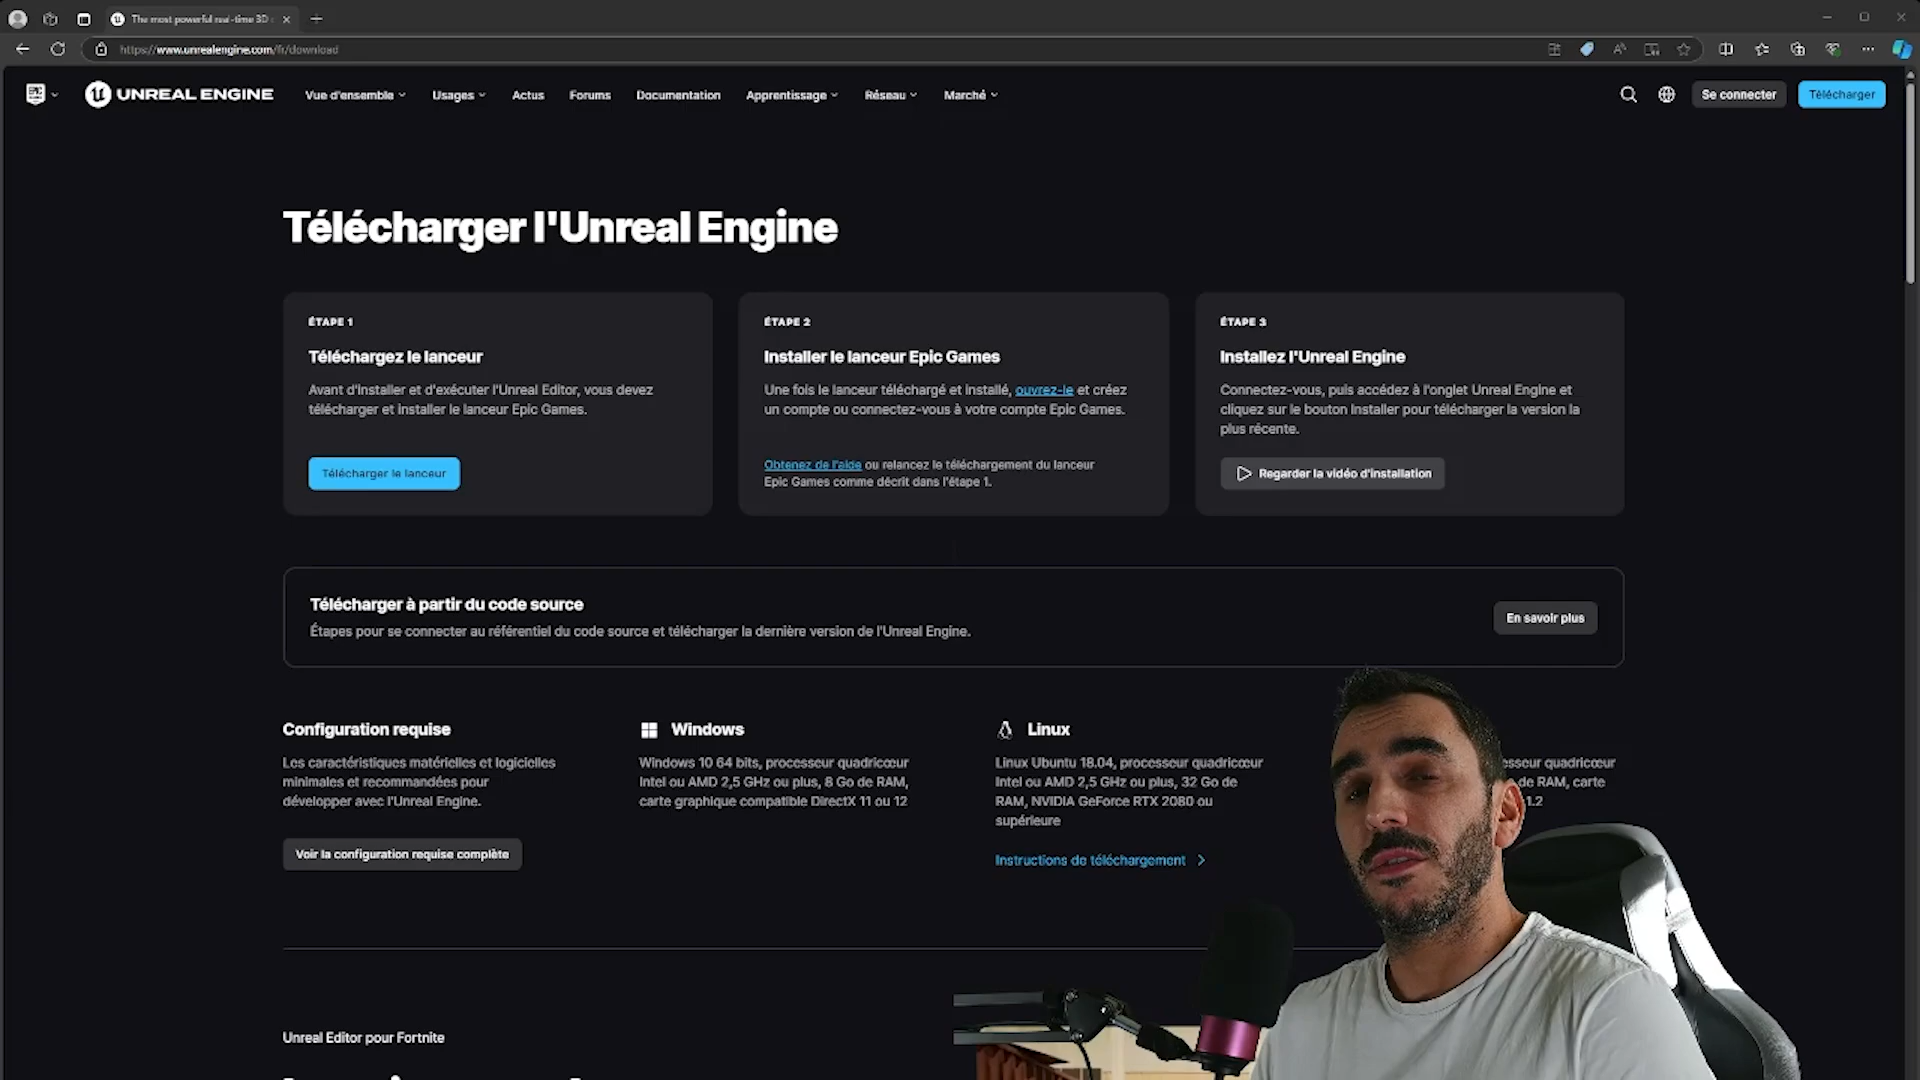 The most powerful real-time 3D
https://www.unrealengine.com/fr/download
UNREAL ENGINE
Vue d'ensemble
Usages
Actus
Forums
Documentation
Apprentissage
Réseau
Marché
Se connecter
Télécharger
Télécharger l'Unreal Engine
ÉTAPE 1
Téléchargez le lanceur
Avant d'installer et d'exécuter l'Unreal Editor, vous devez
télécharger et installer le lanceur Epic Games.
Télécharger le lanceur
ÉTAPE 2
Installer le lanceur Epic Games
Une fois le lanceur téléchargé et installé, ouvrez-le et créez
un compte ou connectez-vous à votre compte Epic Games.
Obtenez de l'aide ou relancez le téléchargement du lanceur
Epic Games comme décrit dans l'étape 1.
ÉTAPE 3
Installez l'Unreal Engine
Connectez-vous, puis accédez à l'onglet Unreal Engine et
cliquez sur le bouton Installer pour télécharger la version la
plus récente.
Regarder la vidéo d'installation
Télécharger à partir du code source
Étapes pour se connecter au référentiel du code source et télécharger la dernière version de l'Unreal Engine.
En savoir plus
Configuration requise
Les caractéristiques matérielles et logicielles
minimales et recommandées pour
développer avec l'Unreal Engine.
Voir la configuration requise complète
Windows
Windows 10 64 bits, processeur quadricœur
Intel ou AMD 2,5 GHz ou plus, 8 Go de RAM,
carte graphique compatible DirectX 11 ou 12
Linux
Linux Ubuntu 18.04, processeur quadricœur
Intel ou AMD 2,5 GHz ou plus, 32 Go de
RAM, NVIDIA GeForce RTX 2080 ou
supérieure
Instructions de téléchargement
quadricœur
de RAM, carte
1.2
Unreal Editor pour Fortnite